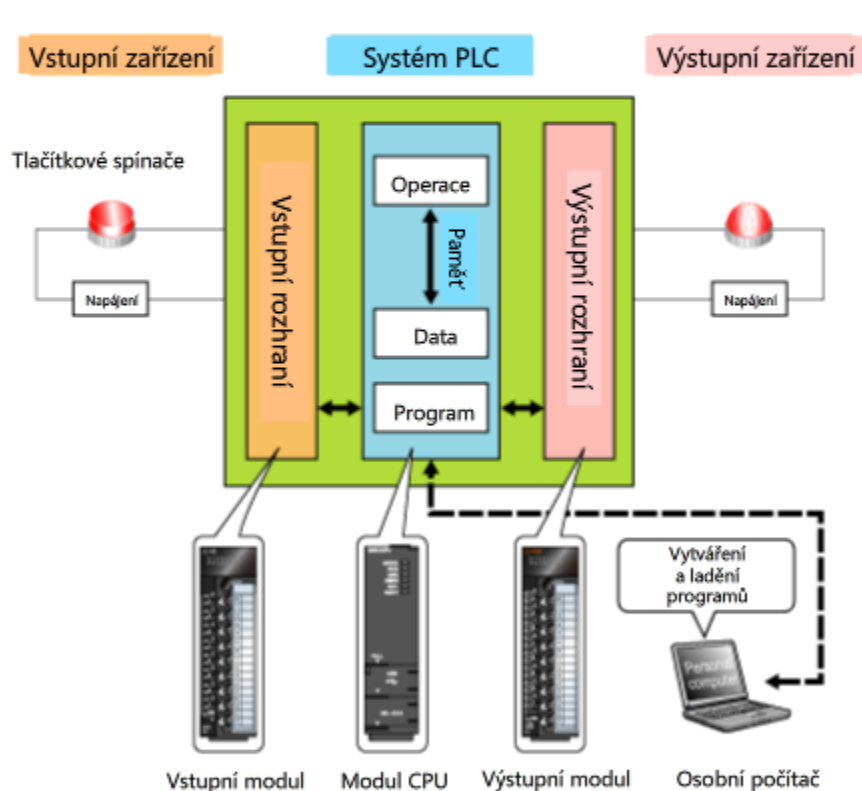 Vstupní zařízení
Systém PLC
Výstupní zařízení
Tlačítkové spínače
Napájení
Vstupní rozhraní
Operace
Paměť
Data
Program
Výstupní rozhraní
Napájení
Vytváření
a ladění
programů
Personal
computer
Vstupní modul
Modul CPU
Výstupní modul
Osobní počítač